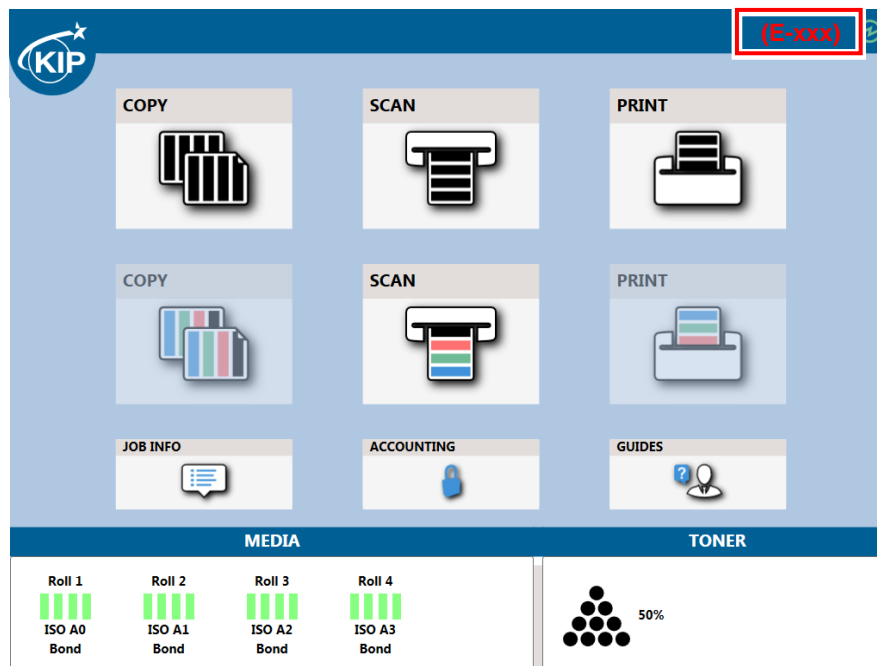 KIP
(E-xxx)
COPY
SCAN
PRINT
COPY
SCAN
PRINT
JOB INFO
ACCOUNTING
GUIDES
?
MEDIA
TONER
Roll 1
Roll 2
Roll 3
Roll 4
ISO A0
ISO A1
ISO A2
ISO A3
Bond
Bond
Bond
Bond
50%